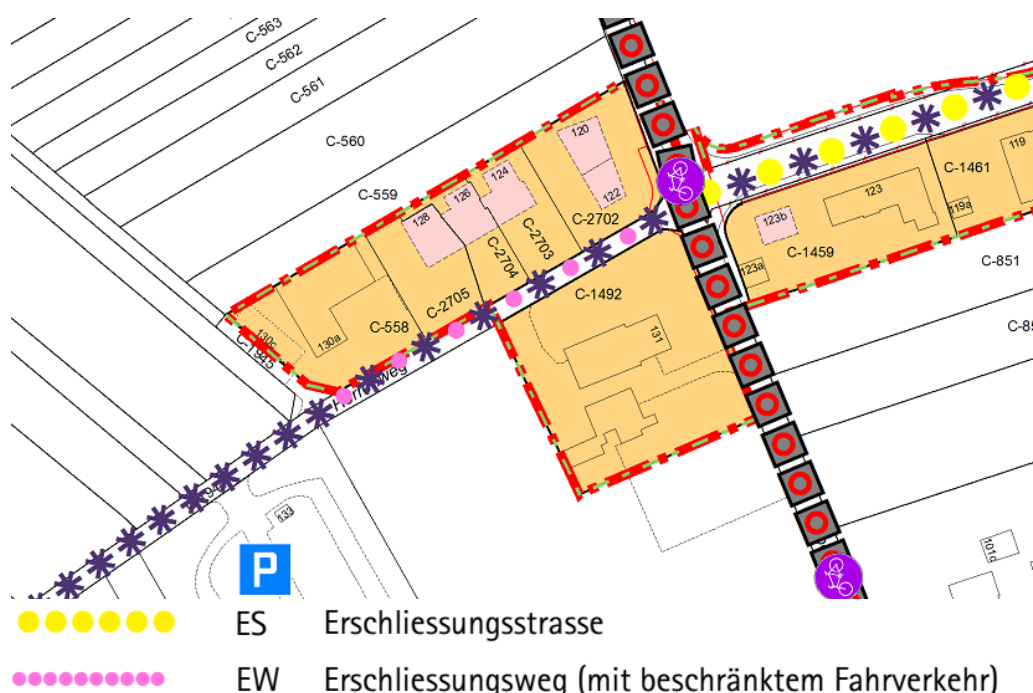 C-563
C-562
C-561
C-560
C-559
120
124
126
128
122
C-2702
C-2703
C-2704
C-2705
C-558
130a
130c
C-1945
C-1492
131
119
C-1461
123
119a
123b
C-1459
123a
C-851
133
101c
P
ES Erschliessungsstrasse
EW Erschliessungsweg (mit beschränktem Fahrverkehr)